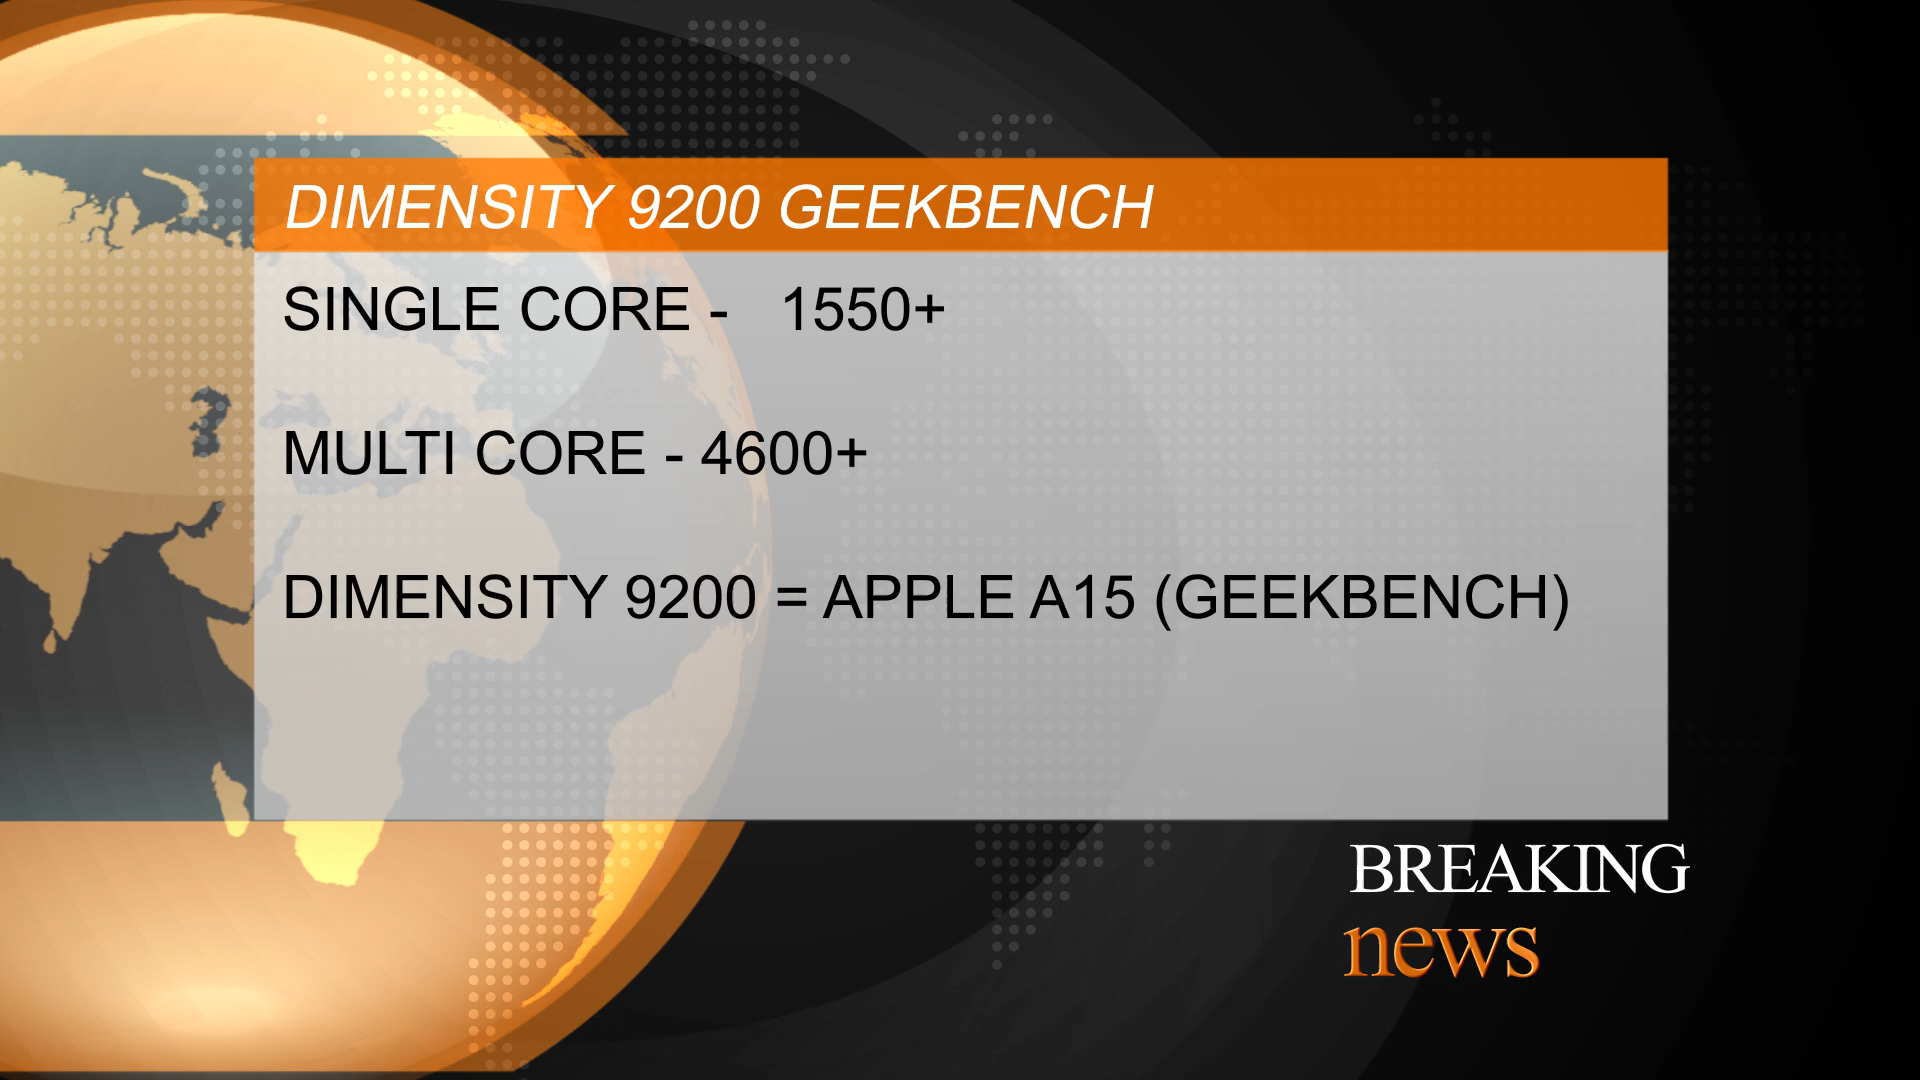 DIMENSITY 9200 GEEKBENCH
SINGLE CORE - 1550+
MULTI CORE - 4600+
DIMENSITY 9200 = APPLE A15 (GEEKBENCH)
BREAKING
news